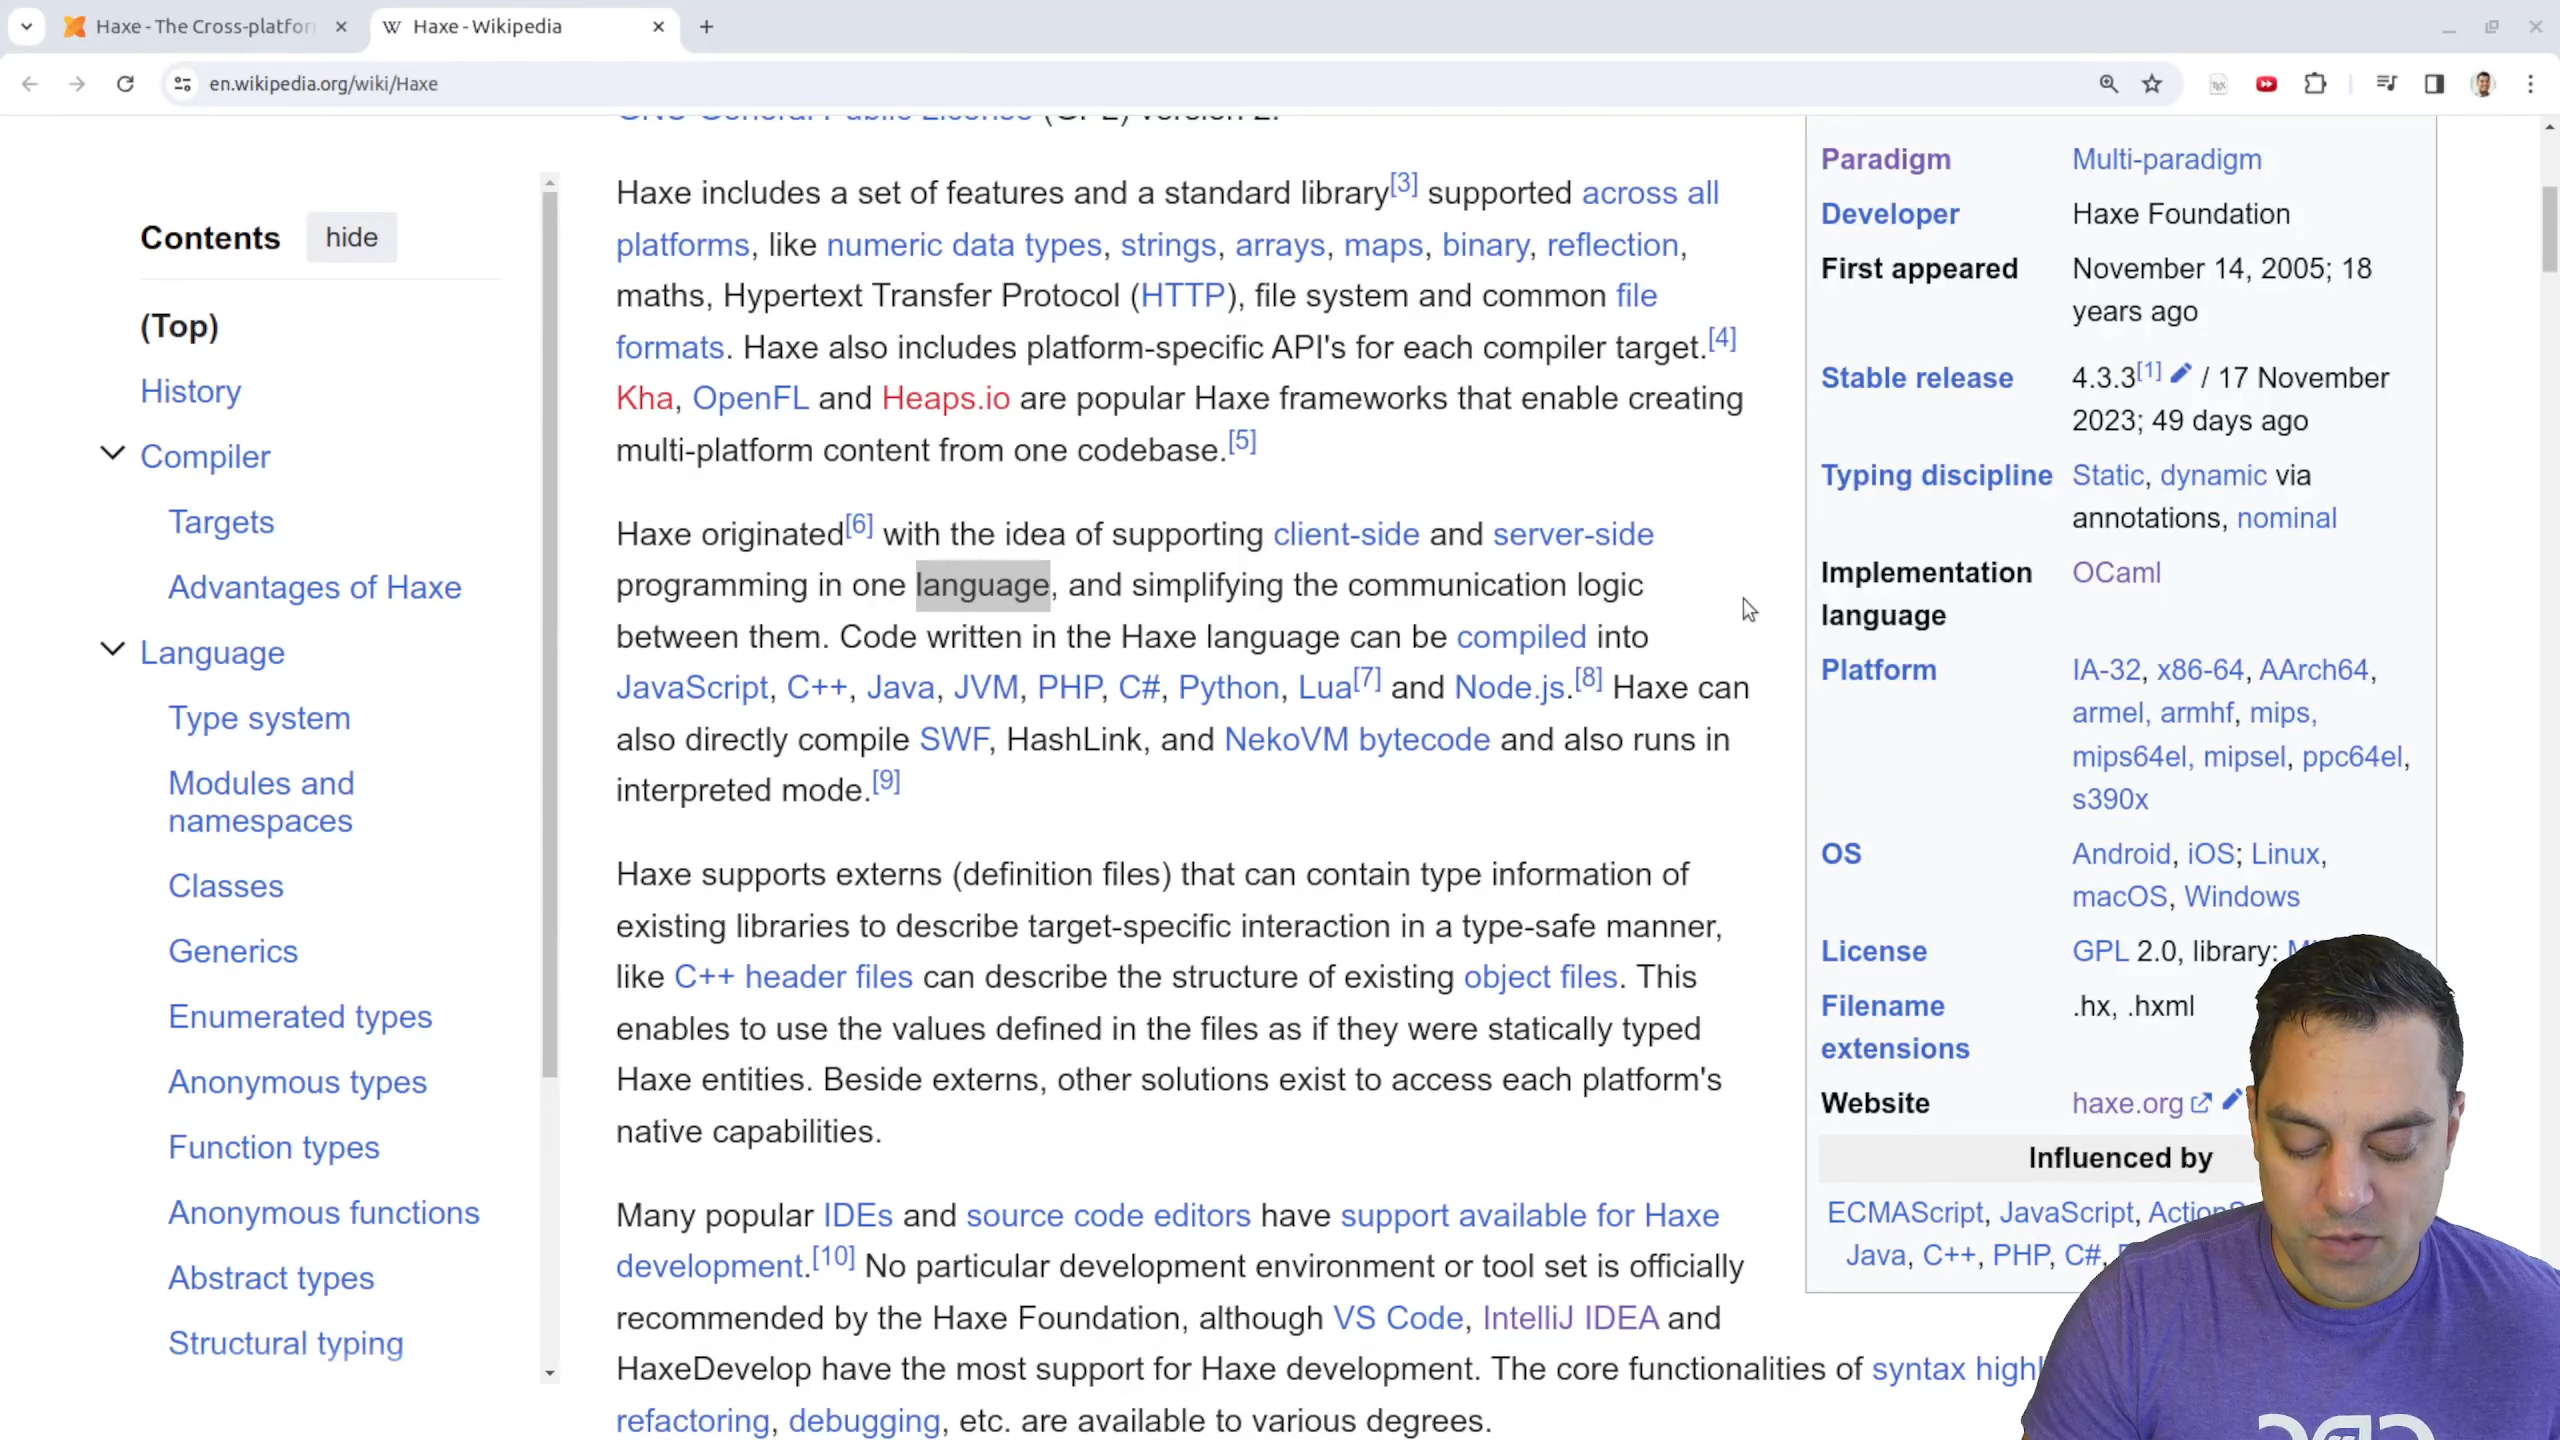 Haxe - The Cross-platfor
Haxe - Wikipedia
en.wikipedia.org/wiki/Haxe
Contents hide
(Top)
History
Compiler
Targets
Advantages of Haxe
Language
Type system
Modules and
namespaces
Classes
Generics
Enumerated types
Anonymous types
Function types
Anonymous functions
Abstract types
Structural typing
GNU General Public License (GPL) version 2.
Haxe includes a set of features and a standard library[3] supported across all
platforms, like numeric data types, strings, arrays, maps, binary, reflection,
maths, Hypertext Transfer Protocol (HTTP), file system and common file
formats. Haxe also includes platform-specific API's for each compiler target.[4]
Kha, OpenFL and Heaps.io are popular Haxe frameworks that enable creating
multi-platform content from one codebase.[5]
Haxe originated[6] with the idea of supporting client-side and server-side
programming in one language, and simplifying the communication logic
between them. Code written in the Haxe language can be compiled into
JavaScript, C++, Java, JVM, PHP, C#, Python, Lua[7] and Node.js.[8] Haxe can
also directly compile SWF, HashLink, and NekoVM bytecode and also runs in
interpreted mode.[9]
Haxe supports externs (definition files) that can contain type information of
existing libraries to describe target-specific interaction in a type-safe manner,
like C++ header files can describe the structure of existing object files. This
enables to use the values defined in the files as if they were statically typed
Haxe entities. Beside externs, other solutions exist to access each platform's
native capabilities.
Many popular IDEs and source code editors have support available for Haxe
development.[10] No particular development environment or tool set is officially
recommended by the Haxe Foundation, although VS Code, IntelliJ IDEA and
HaxeDevelop have the most support for Haxe development. The core functionalities of syntax highl
refactoring, debugging, etc. are available to various degrees.
Paradigm Multi-paradigm
Developer Haxe Foundation
First appeared November 14, 2005; 18
years ago
Stable release 4.3.3[1] / 17 November
2023; 49 days ago
Typing discipline Static, dynamic via
annotations, nominal
Implementation OCaml
language
Platform IA-32, x86-64, AArch64,
armel, armhf, mips,
mips64el, mipsel, ppc64el,
s390x
OS Android, iOS; Linux,
macOS, Windows
License GPL 2.0, library:
Filename .hx, .hxml
extensions
Website haxe.org
Influenced by
ECMAScript, JavaScript, ActionS
Java, C++, PHP, C#,